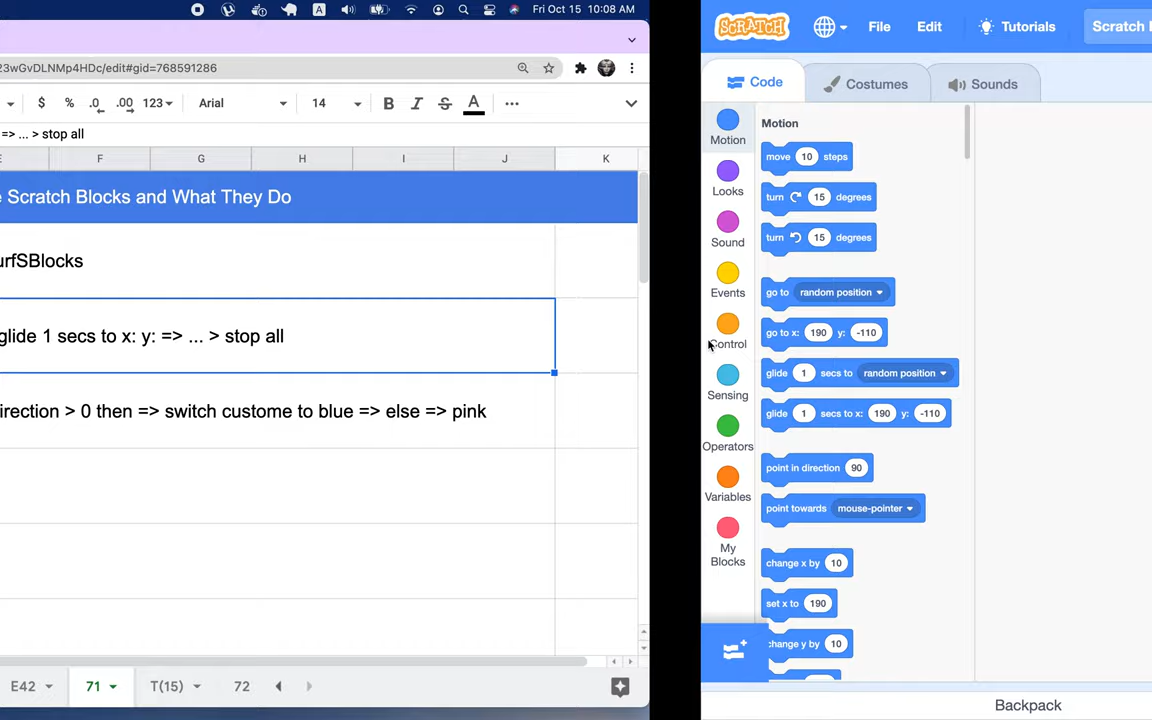 A
Fri Oct 15 10:08 AM
23wGvDLNMp4HDc/edit#gid=768591286
$ % .0 .00 123 Arial 14 B I S A ...
=> ... > stop all
E F G H I J K
e Scratch Blocks and What They Do
urfSBlocks
glide 1 secs to x: y: => ... > stop all
irection > 0 then => switch custome to blue => else => pink
E42 71 T(15) 72
SCRATCH File Edit Tutorials Scratch
Code Costumes Sounds
Motion
Looks
Sound
Events
Control
Sensing
Operators
Variables
My
Blocks
Motion
move 10 steps
turn 15 degrees
turn 15 degrees
go to random position
go to x: 190 y: -110
glide 1 secs to random position
glide 1 secs to x: 190 y: -110
point in direction 90
point towards mouse-pointer
change x by 10
set x to 190
change y by 10
Backpack